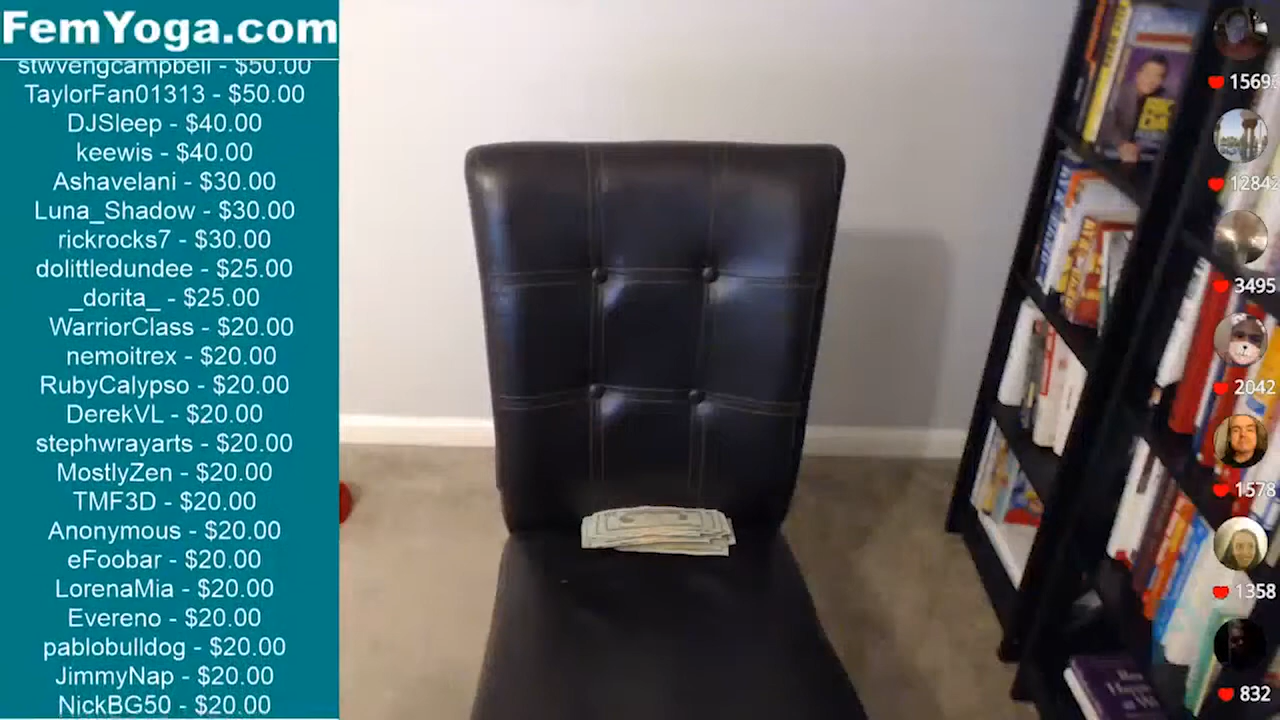 FemYoga.com
stwvengcampbell - $50.00
TaylorFan01313 - $50.00
DJSleep - $40.00
keewis - $40.00
Ashavelani - $30.00
Luna_Shadow - $30.00
rickrocks7 - $30.00
dolittledundee - $25.00
_dorita_ - $25.00
WarriorClass - $20.00
nemoitrex - $20.00
RubyCalypso - $20.00
DerekVL - $20.00
stephwrayarts - $20.00
MostlyZen - $20.00
TMF3D - $20.00
Anonymous - $20.00
eFoobar - $20.00
LorenaMia - $20.00
Evereno - $20.00
pablobulldog - $20.00
JimmyNap - $20.00
NickBG50 - $20.00
3495
2042
1578
1358
832